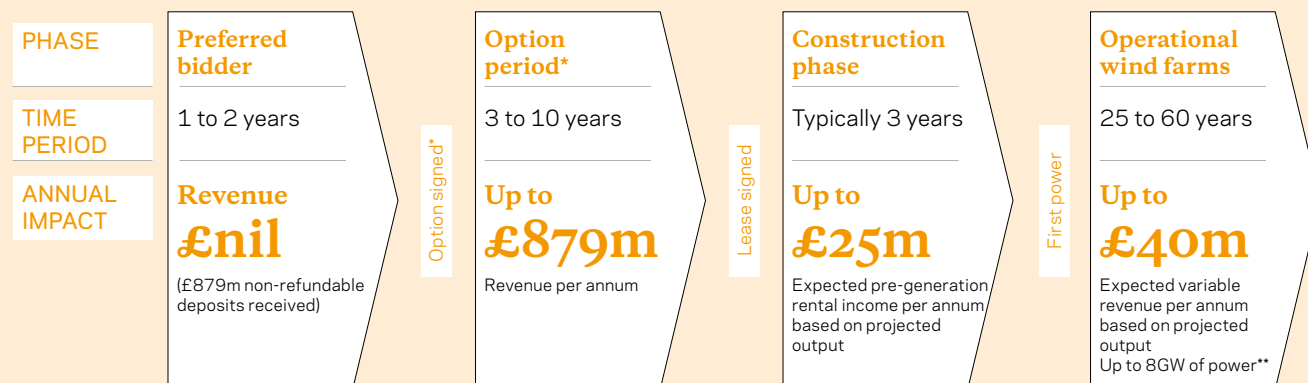 PHASE
Preferred
bidder
Option
period*
Construction
phase
Operational
wind farms
TIME
PERIOD
1 to 2 years
3 to 10 years
Typically 3 years
25 to 60 years
ANNUAL
IMPACT
Revenue
£nil
(£879m non-refundable
deposits received)
Option signed*
Up to
£879m
Revenue per annum
Lease signed
Up to
£25m
Expected pre-generation
rental income per annum
based on projected
output
First power
Up to
£40m
Expected variable
revenue per annum
based on projected
output
Up to 8GW of power**